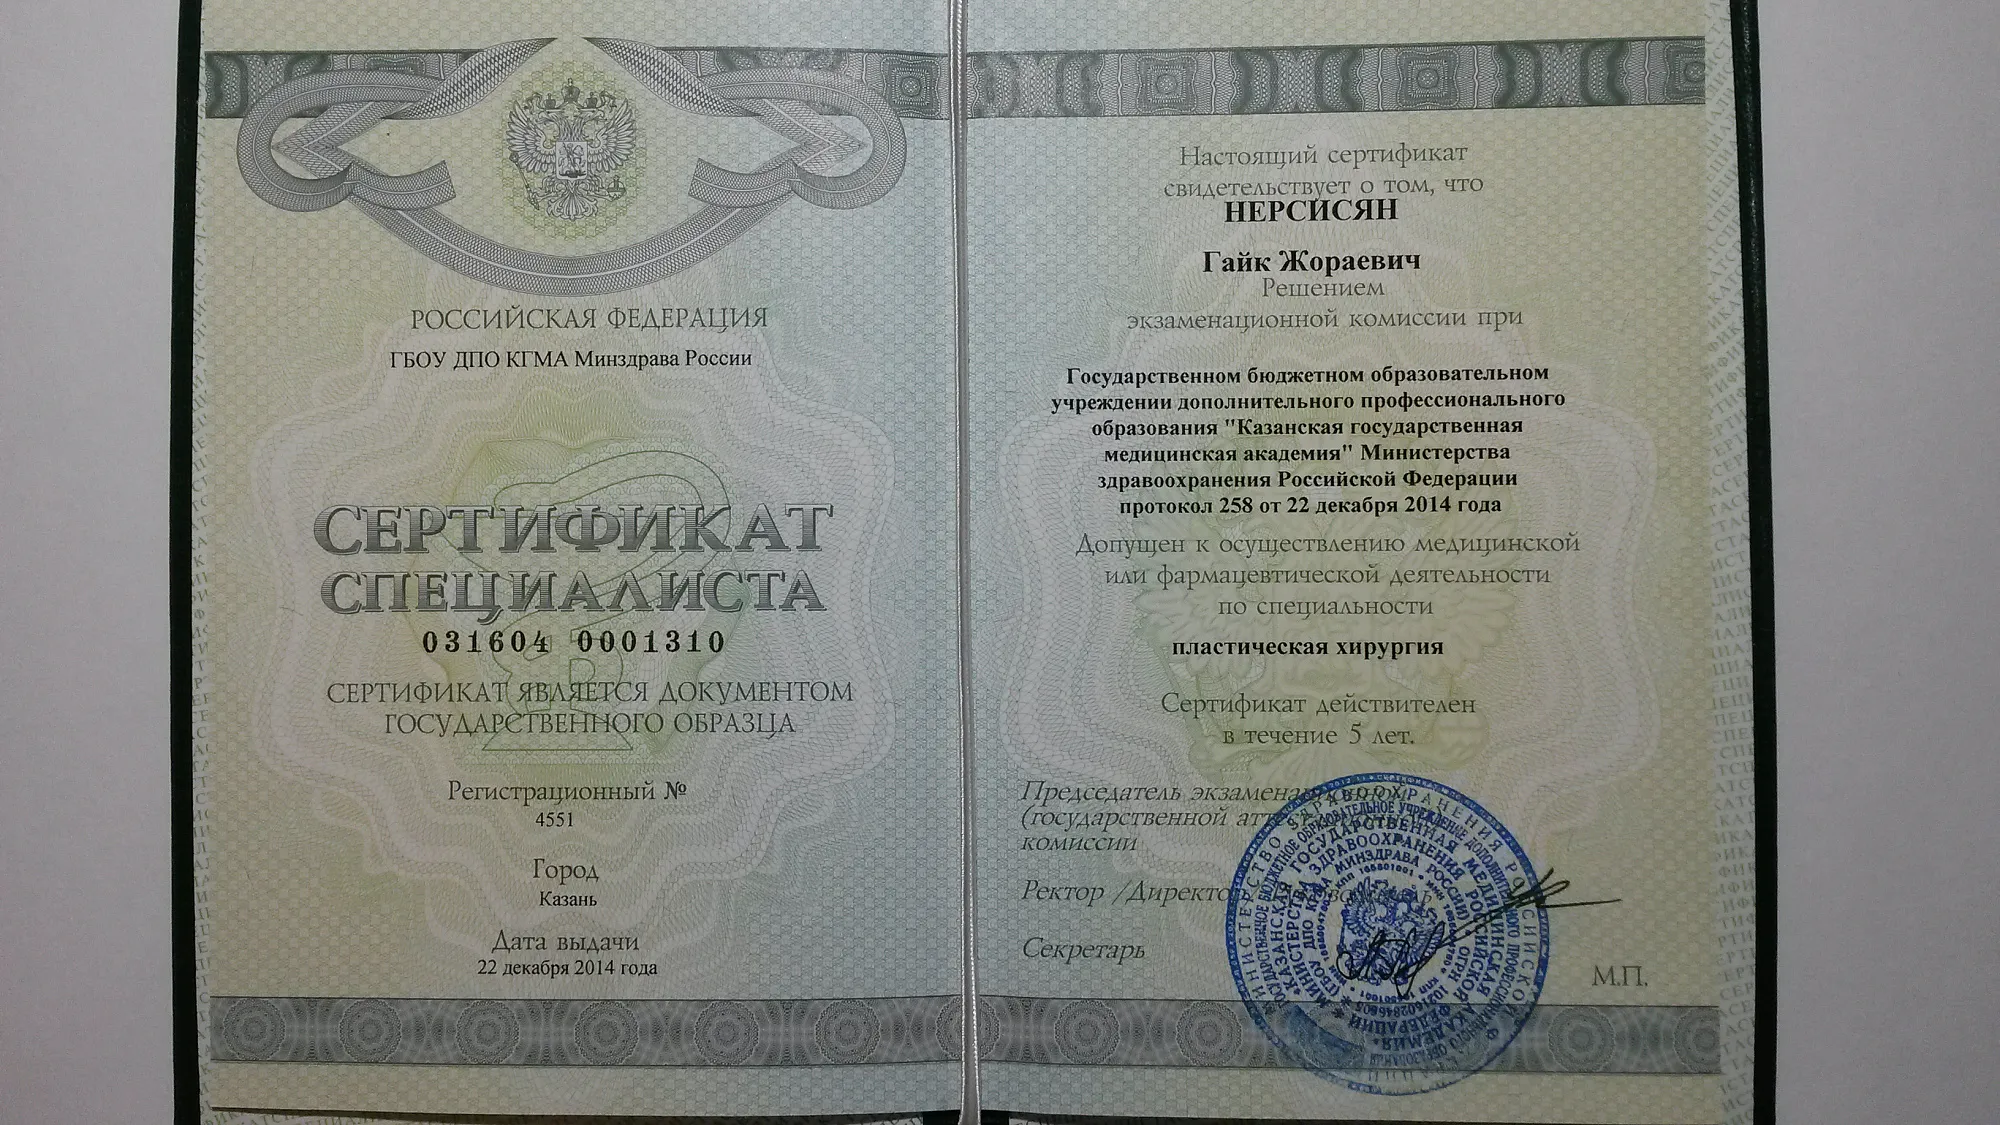 РОССИЙСКАЯ ФЕДЕРАЦИЯ
ГБОУ ДПО КГМА Минздрава России
СЕРТИФИКАТ
СПЕЦИАЛИСТА
031604 0001310
СЕРТИФИКАТ ЯВЛЯЕТСЯ ДОКУМЕНТОМ
ГОСУДАРСТВЕННОГО ОБРАЗЦА
Регистрационный №
4551
Город
Казань
Дата выдачи
22 декабря 2014 года
Настоящий сертификат
свидетельствует о том, что
НЕРСИСЯН
Гайк Жораевич
Решением
экзаменационной комиссии при
Государственном бюджетном образовательном
учреждении дополнительного профессионального
образования "Казанская государственная
медицинская академия" Министерства
здравоохранения Российской Федерации
протокол 258 от 22 декабря 2014 года
Допущен к осуществлению медицинской
или фармацевтической деятельности
по специальности
пластическая хирургия
Сертификат действителен
в течение 5 лет.
Председатель экзаменационной
(государственной
комиссии
Ректор /Директор
Секретарь
М.П.